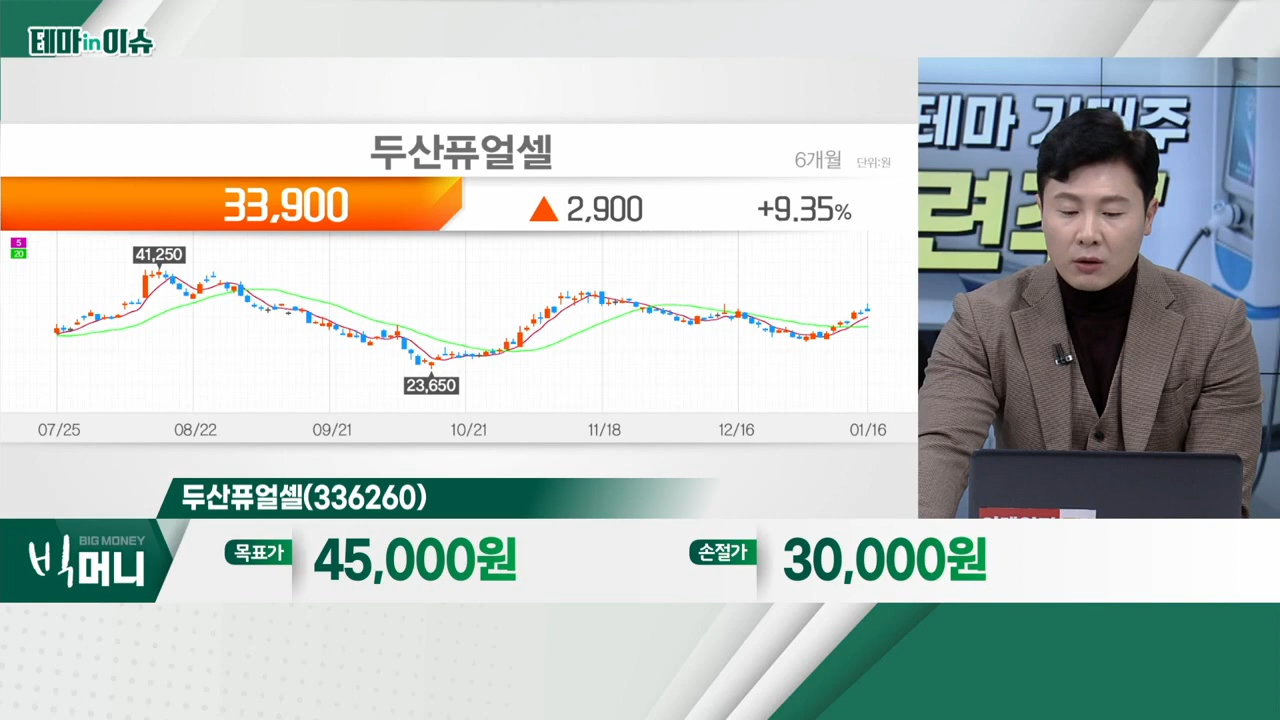 테마in이슈
두산퓨얼셀
6개월 단위:원
33,900 ▲ 2,900 +9.35%
5
20
41,250
23,650
07/25 08/22 09/21 10/21 11/18 12/16 01/16
테마
주
련
두산퓨얼셀(336260)
BIG MONEY
빅머니
목표가 45,000원 손절가 30,000원